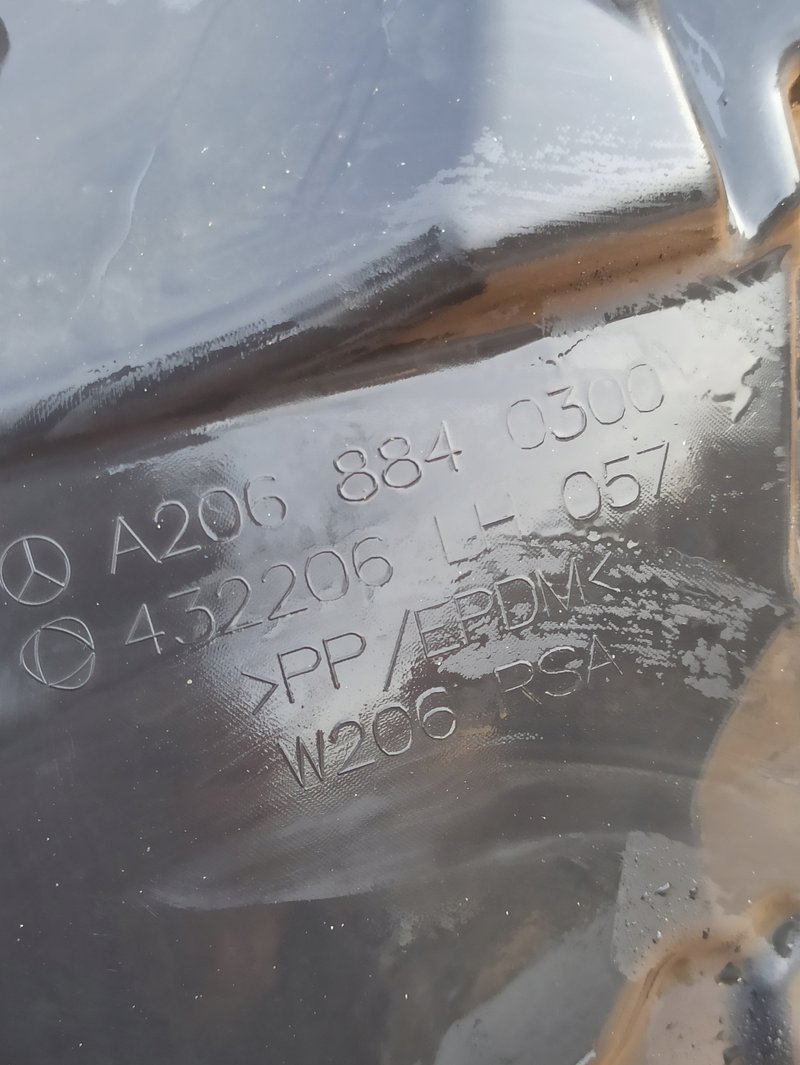 A206 884 0300
432206 LH 057
>PP/EPDM<
W206 RSA